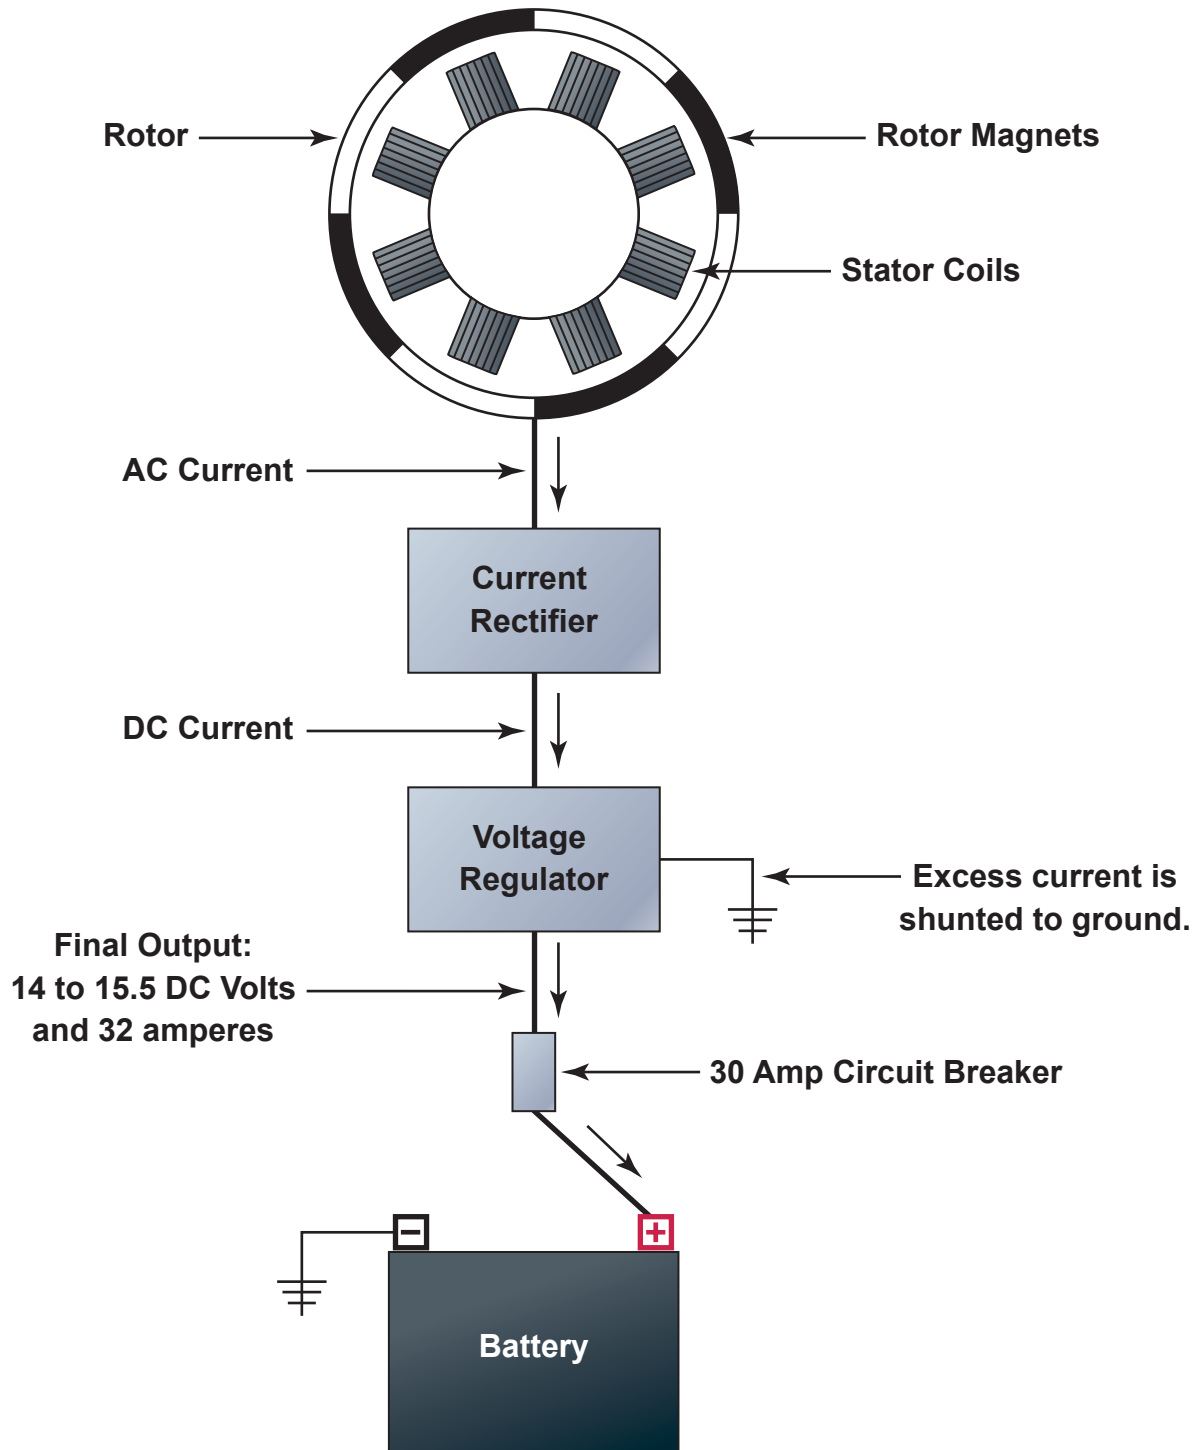 Rotor
Rotor Magnets
Stator Coils
AC Current
Current
Rectifier
DC Current
Voltage
Regulator
Excess current is
shunted to ground.
Final Output:
14 to 15.5 DC Volts
and 32 amperes
30 Amp Circuit Breaker
−
+
Battery